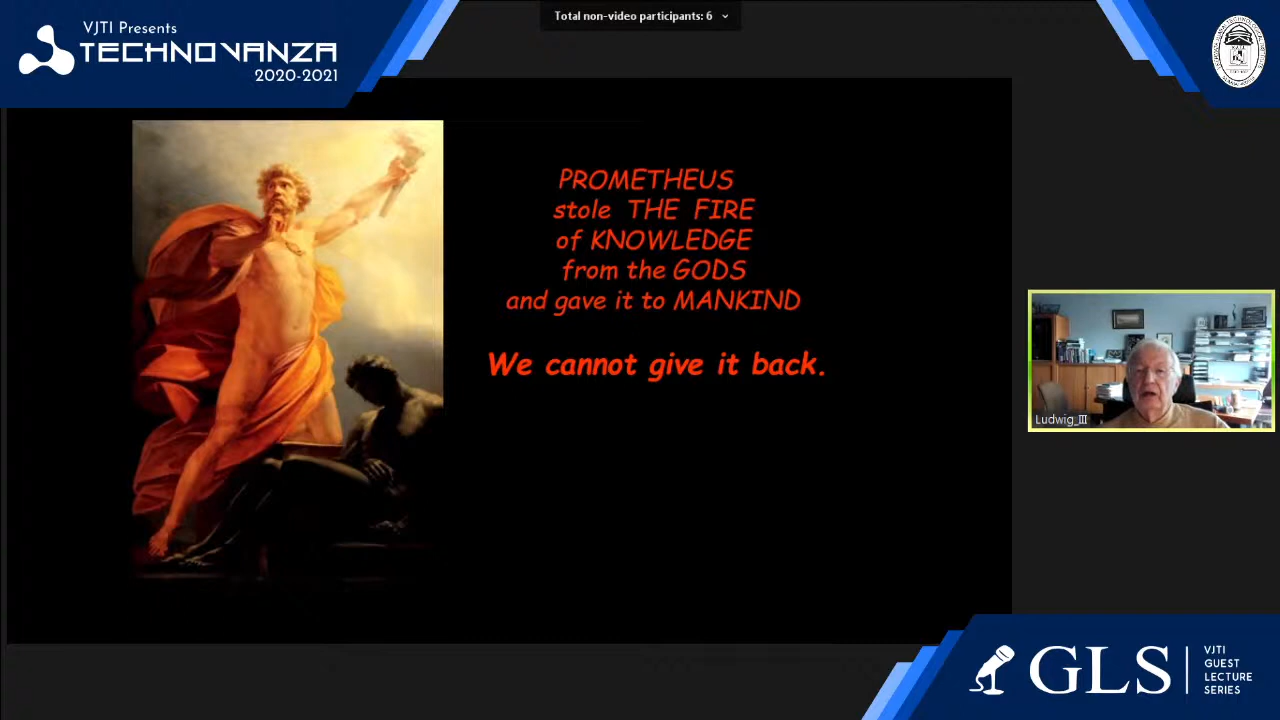 VJTI Presents
TECHNOVANZA
2020-2021
Total non-video participants: 6
PROMETHEUS
stole THE FIRE
of KNOWLEDGE
from the GODS
and gave it to MANKIND
We cannot give it back.
Ludwig_III
GLS
VJTI
GUEST
LECTURE
SERIES